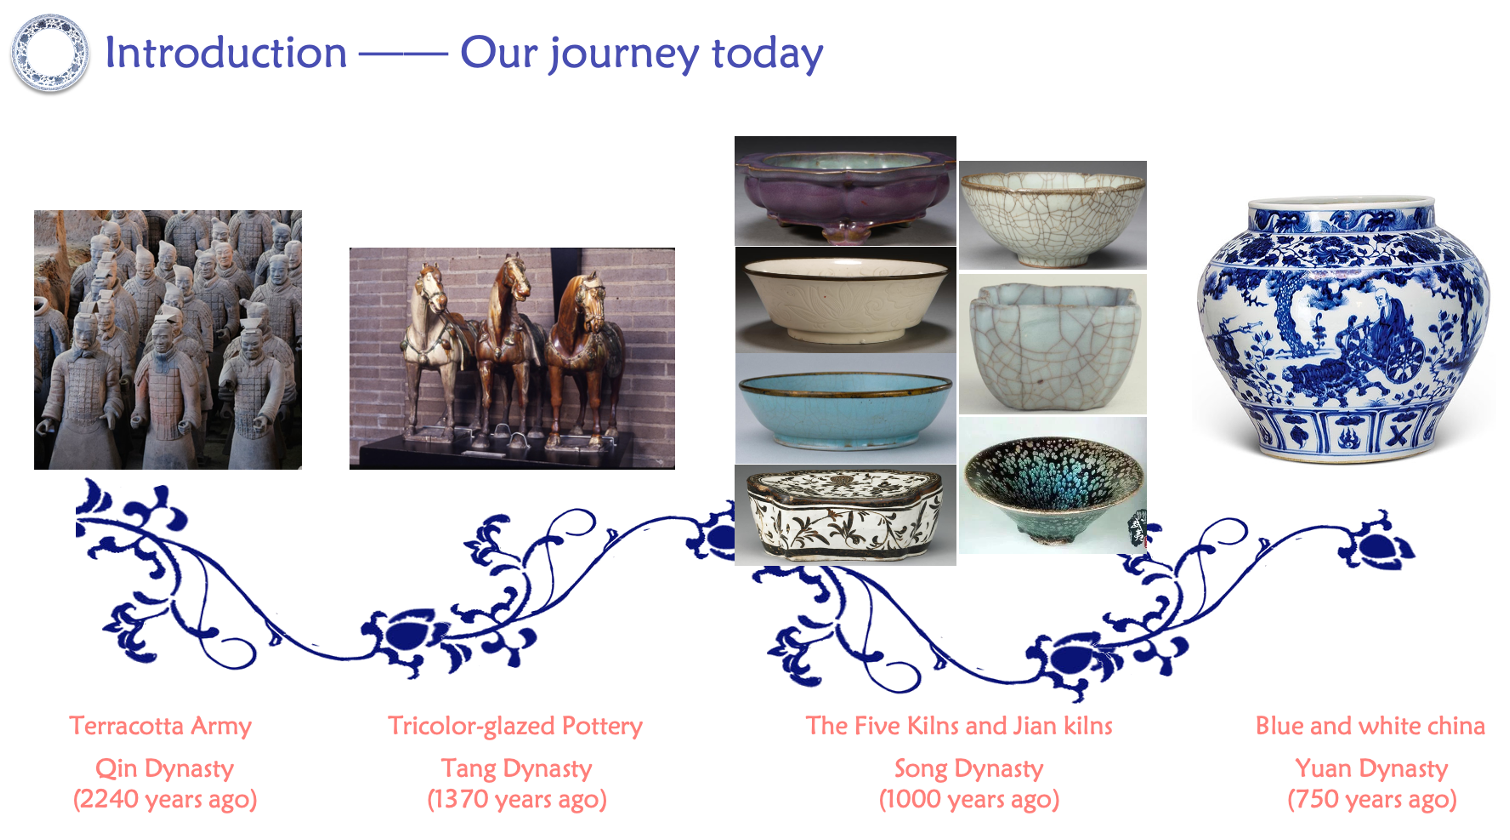 Introduction —— Our journey today
Terracotta Army
Qin Dynasty
(2240 years ago)
Tricolor-glazed Pottery
Tang Dynasty
(1370 years ago)
The Five Kilns and Jian kilns
Song Dynasty
(1000 years ago)
Blue and white china
Yuan Dynasty
(750 years ago)